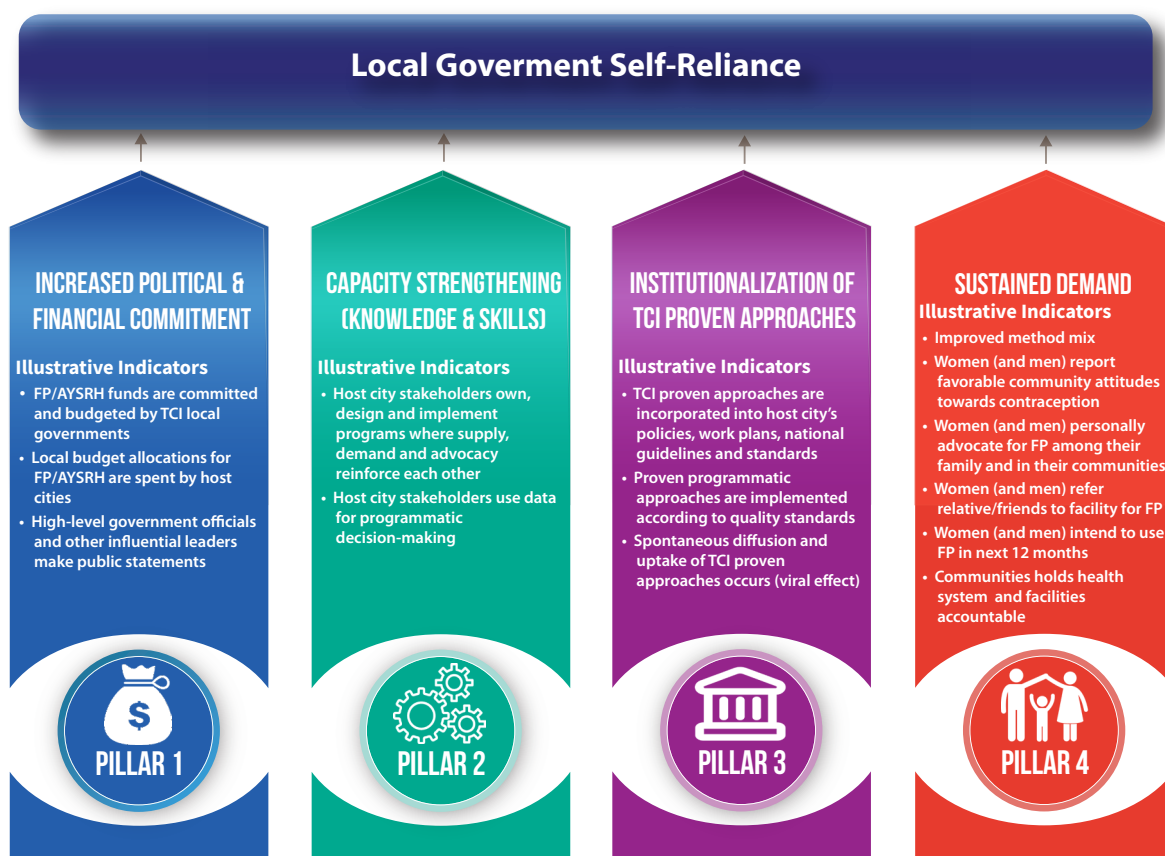 Local Goverment Self-Reliance
INCREASED POLITICAL &
FINANCIAL COMMITMENT
Illustrative Indicators
• FP/AYSRH funds are committed
and budgeted by TCI local
governments
• Local budget allocations for
FP/AYSRH are spent by host
cities
• High-level government officials
and other influential leaders
make public statements
$
PILLAR 1
CAPACITY STRENGTHENING
(KNOWLEDGE & SKILLS)
Illustrative Indicators
• Host city stakeholders own,
design and implement
programs where supply,
demand and advocacy
reinforce each other
• Host city stakeholders use data
for programmatic
decision-making
PILLAR 2
INSTITUTIONALIZATION OF
TCI PROVEN APPROACHES
Illustrative Indicators
• TCI proven approaches are
incorporated into host city's
policies, work plans, national
guidelines and standards
• Proven programmatic
approaches are implemented
according to quality standards
• Spontaneous diffusion and
uptake of TCI proven
approaches occurs (viral effect)
PILLAR 3
SUSTAINED DEMAND
Illustrative Indicators
• Improved method mix
• Women (and men) report
favorable community attitudes
towards contraception
• Women (and men) personally
advocate for FP among their
family and in their communities
• Women (and men) refer
relative/friends to facility for FP
• Women (and men) intend to use
FP in next 12 months
• Communities holds health
system and facilities
accountable
PILLAR 4